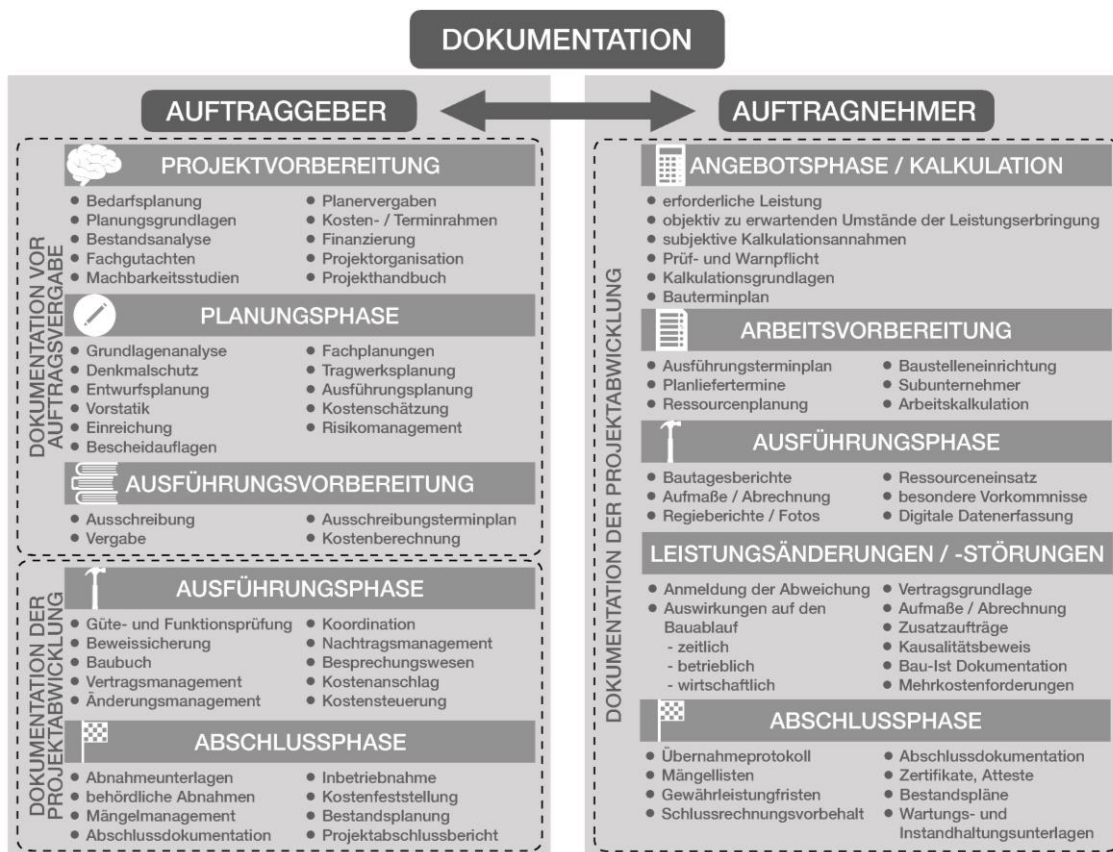 DOKUMENTATION
AUFTRAGGEBER
DOKUMENTATION VOR
AUFTRAGSVERGABE
PROJEKTVORBEREITUNG
● Bedarfsplanung
● Planungsgrundlagen
● Bestandsanalyse
● Fachgutachten
● Machbarkeitsstudien
● Planervergaben
● Kosten- / Terminrahmen
● Finanzierung
● Projektorganisation
● Projekthandbuch
PLANUNGSPHASE
● Grundlagenanalyse
● Denkmalschutz
● Entwurfsplanung
● Vorstatik
● Einreichung
● Bescheidauflagen
● Fachplanungen
● Tragwerksplanung
● Ausführungsplanung
● Kostenschätzung
● Risikomanagement
AUSFÜHRUNGSVORBEREITUNG
● Ausschreibung
● Vergabe
● Ausschreibungsterminplan
● Kostenberechnung
DOKUMENTATION DER
PROJEKTABWICKLUNG
AUSFÜHRUNGSPHASE
● Güte- und Funktionsprüfung
● Beweissicherung
● Baubuch
● Vertragsmanagement
● Änderungsmanagement
● Koordination
● Nachtragsmanagement
● Besprechungswesen
● Kostenanschlag
● Kostensteuerung
ABSCHLUSSPHASE
● Abnahmeunterlagen
● behördliche Abnahmen
● Mängelmanagement
● Abschlussdokumentation
● Inbetriebnahme
● Kostenfeststellung
● Bestandsplanung
● Projektabschlussbericht
AUFTRAGNEHMER
DOKUMENTATION DER PROJEKTABWICKLUNG
ANGEBOTSPHASE / KALKULATION
● erforderliche Leistung
● objektiv zu erwartenden Umstände der Leistungserbringung
● subjektive Kalkulationsannahmen
● Prüf- und Warnpflicht
● Kalkulationsgrundlagen
● Bauterminplan
ARBEITSVORBEREITUNG
● Ausführungsterminplan
● Planliefertermine
● Ressourcenplanung
● Baustelleneinrichtung
● Subunternehmer
● Arbeitskalkulation
AUSFÜHRUNGSPHASE
● Bautagesberichte
● Aufmaße / Abrechnung
● Regieberichte / Fotos
● Ressourceneinsatz
● besondere Vorkommnisse
● Digitale Datenerfassung
LEISTUNGSÄNDERUNGEN / -STÖRUNGEN
● Anmeldung der Abweichung
● Auswirkungen auf den
Bauablauf
- zeitlich
- betrieblich
- wirtschaftlich
● Vertragsgrundlage
● Aufmaße / Abrechnung
● Zusatzaufträge
● Kausalitätsbeweis
● Bau-Ist Dokumentation
● Mehrkostenforderungen
ABSCHLUSSPHASE
● Übernahmeprotokoll
● Mängellisten
● Gewährleistungfristen
● Schlussrechnungsvorbehalt
● Abschlussdokumentation
● Zertifikate, Atteste
● Bestandspläne
● Wartungs- und
Instandhaltungsunterlagen